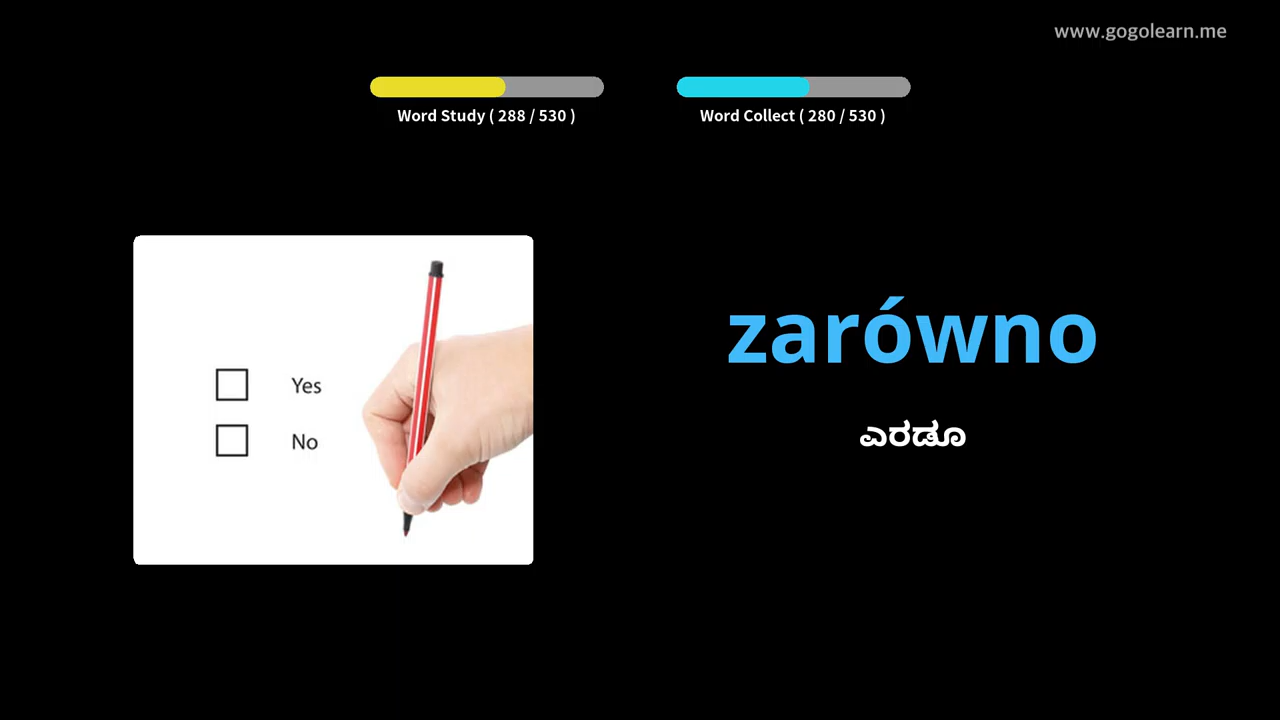 www.gogolearn.me
Word Study ( 288 / 530 )
Word Collect ( 280 / 530 )
Yes
No
zarówno
ಎರಡೂ